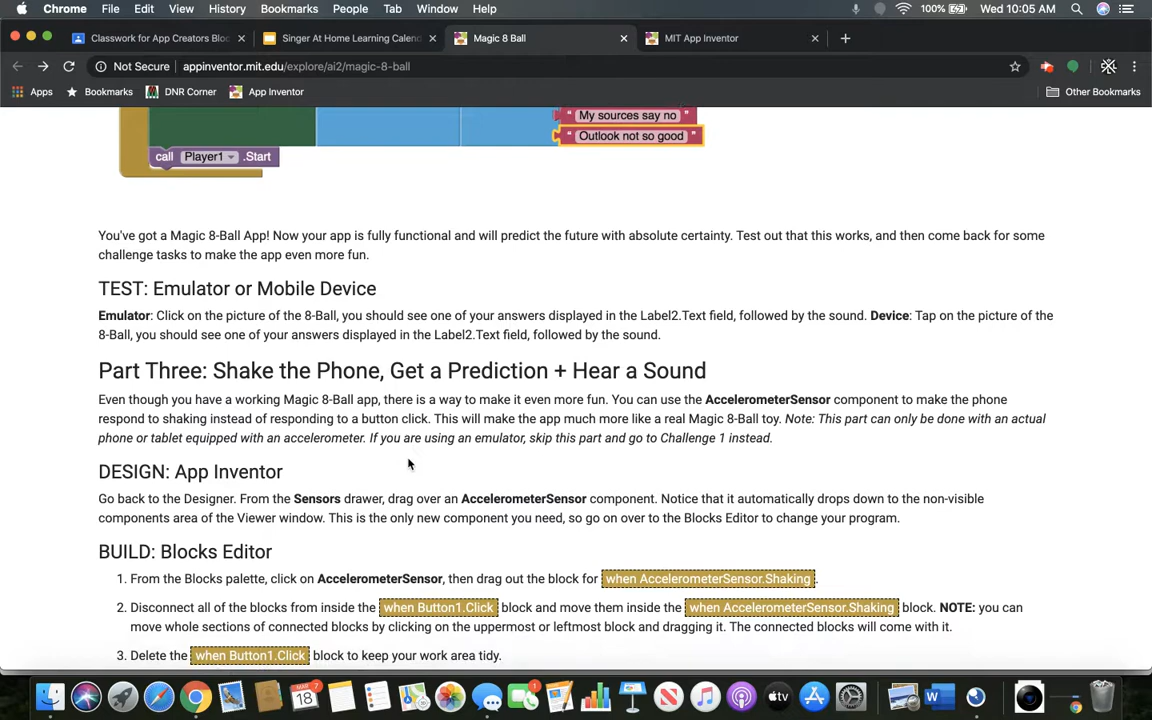 Chrome File Edit View History Bookmarks People Tab Window Help 100% Wed 10:05 AM
Classwork for App Creators Bloc Singer At Home Learning Calend Magic 8 Ball MIT App Inventor
Not Secure appinventor.mit.edu/explore/ai2/magic-8-ball
Apps Bookmarks DNR Corner App Inventor Other Bookmarks
" My sources say no "
" Outlook not so good "
call Player1 .Start
You've got a Magic 8-Ball App! Now your app is fully functional and will predict the future with absolute certainty. Test out that this works, and then come back for some
challenge tasks to make the app even more fun.
TEST: Emulator or Mobile Device
Emulator: Click on the picture of the 8-Ball, you should see one of your answers displayed in the Label2.Text field, followed by the sound. Device: Tap on the picture of the
8-Ball, you should see one of your answers displayed in the Label2.Text field, followed by the sound.
Part Three: Shake the Phone, Get a Prediction + Hear a Sound
Even though you have a working Magic 8-Ball app, there is a way to make it even more fun. You can use the AccelerometerSensor component to make the phone
respond to shaking instead of responding to a button click. This will make the app much more like a real Magic 8-Ball toy. Note: This part can only be done with an actual
phone or tablet equipped with an accelerometer. If you are using an emulator, skip this part and go to Challenge 1 instead.
DESIGN: App Inventor
Go back to the Designer. From the Sensors drawer, drag over an AccelerometerSensor component. Notice that it automatically drops down to the non-visible
components area of the Viewer window. This is the only new component you need, so go on over to the Blocks Editor to change your program.
BUILD: Blocks Editor
1. From the Blocks palette, click on AccelerometerSensor, then drag out the block for when AccelerometerSensor.Shaking.
2. Disconnect all of the blocks from inside the when Button1.Click block and move them inside the when AccelerometerSensor.Shaking block. NOTE: you can
move whole sections of connected blocks by clicking on the uppermost or leftmost block and dragging it. The connected blocks will come with it.
3. Delete the when Button1.Click block to keep your work area tidy.